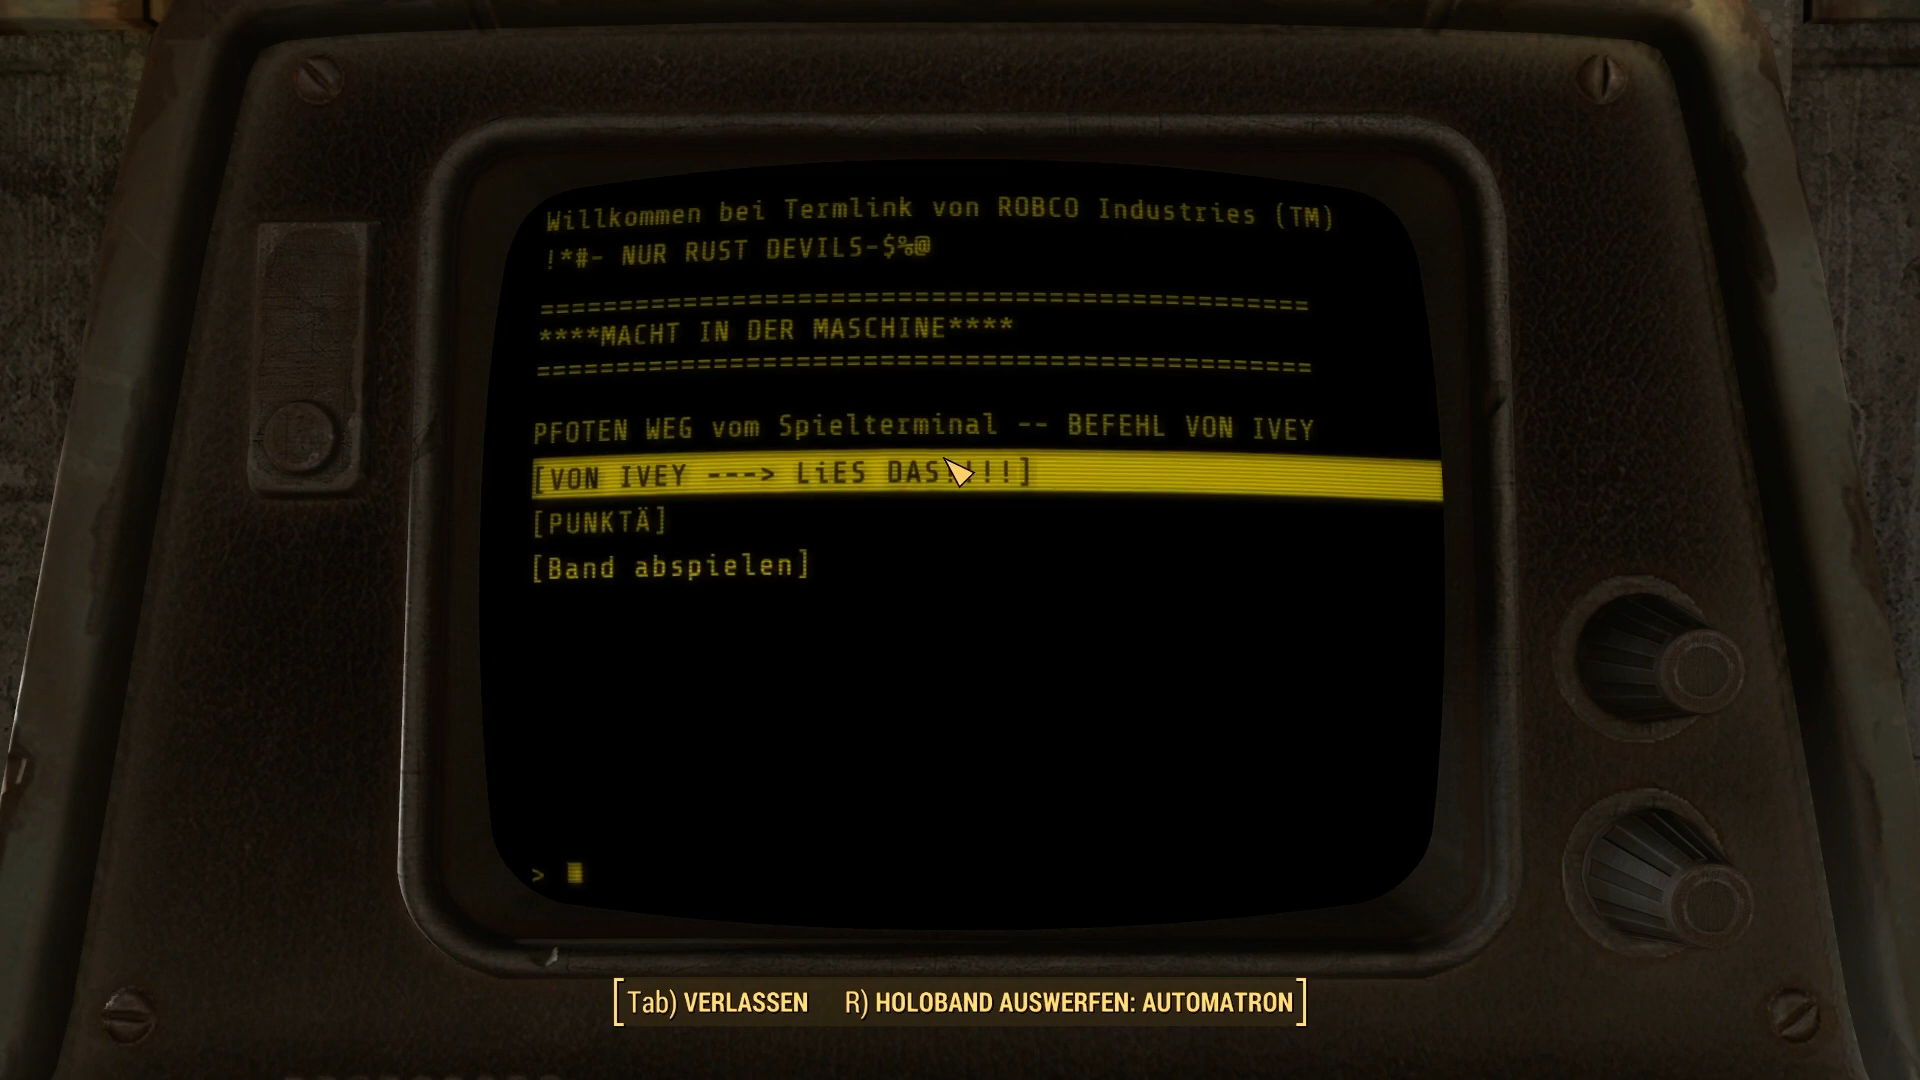 Willkommen bei Termlink von ROBCO Industries (TM)
!*#- NUR RUST DEVILS-$%@
=================================================
****MACHT IN DER MASCHINE****
=================================================
PFOTEN WEG vom Spielterminal -- BEFEHL VON IVEY
[VON IVEY ---> LiES DAS!!!!]
[PUNKTÄ]
[Band abspielen]
>
[Tab) VERLASSEN R) HOLOBAND AUSWERFEN: AUTOMATRON]